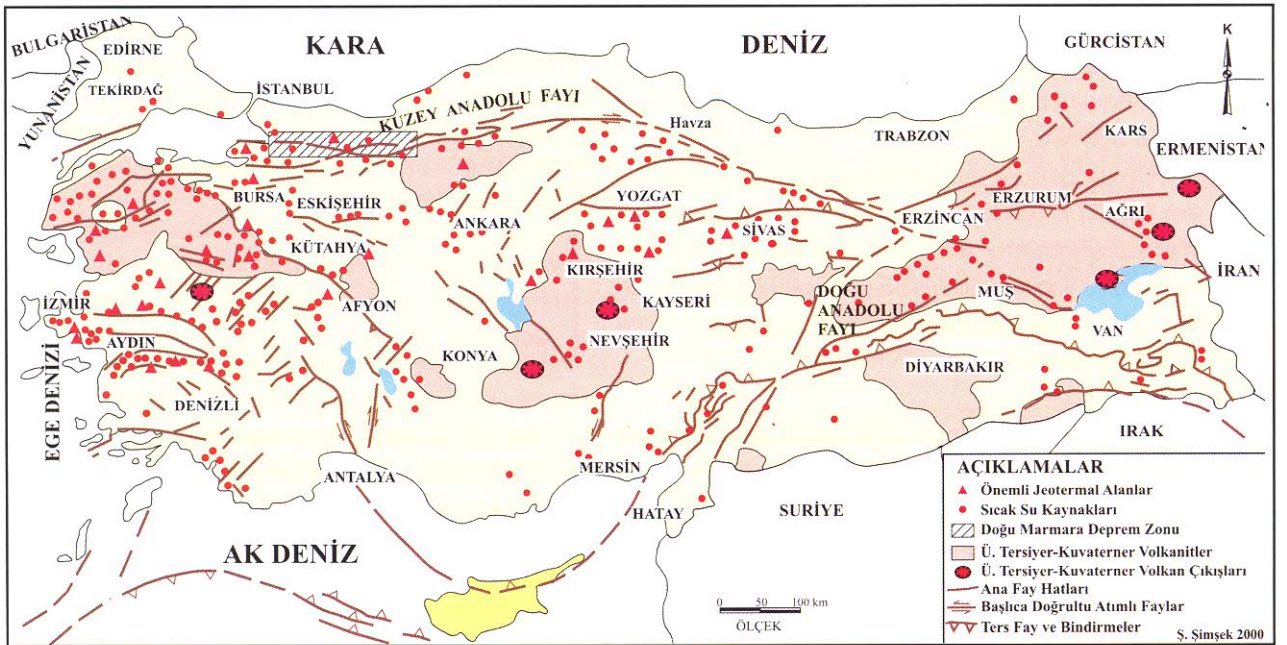 BULGARİSTAN
EDİRNE
KARA
DENİZ
GÜRCİSTAN
K
YUNANİSTAN
TEKİRDAĞ
İSTANBUL
KUZEY ANADOLU FAYI
Havza
TRABZON
KARS
ERMENİSTAN
BURSA
ESKİŞEHİR
ANKARA
YOZGAT
SİVAS
ERZİNCAN
ERZURUM
AĞRI
KÜTAHYA
KIRŞEHİR
KAYSERİ
İRAN
İZMİR
AFYON
DOĞU
ANADOLU
FAYI
MUŞ
VAN
AYDIN
KONYA
NEVŞEHİR
DİYARBAKIR
EGE DENİZİ
DENİZLİ
IRAK
ANTALYA
MERSİN
HATAY
SURİYE
AK DENİZ
0 50 100 km
ÖLÇEK
AÇIKLAMALAR
Önemli Jeotermal Alanlar
Sıcak Su Kaynakları
Doğu Marmara Deprem Zonu
Ü. Tersiyer-Kuvaterner Volkanitler
Ü. Tersiyer-Kuvaterner Volkan Çıkışları
Ana Fay Hatları
Başlıca Doğrultu Atımlı Faylar
Ters Fay ve Bindirmeler
Ş. Şimşek 2000